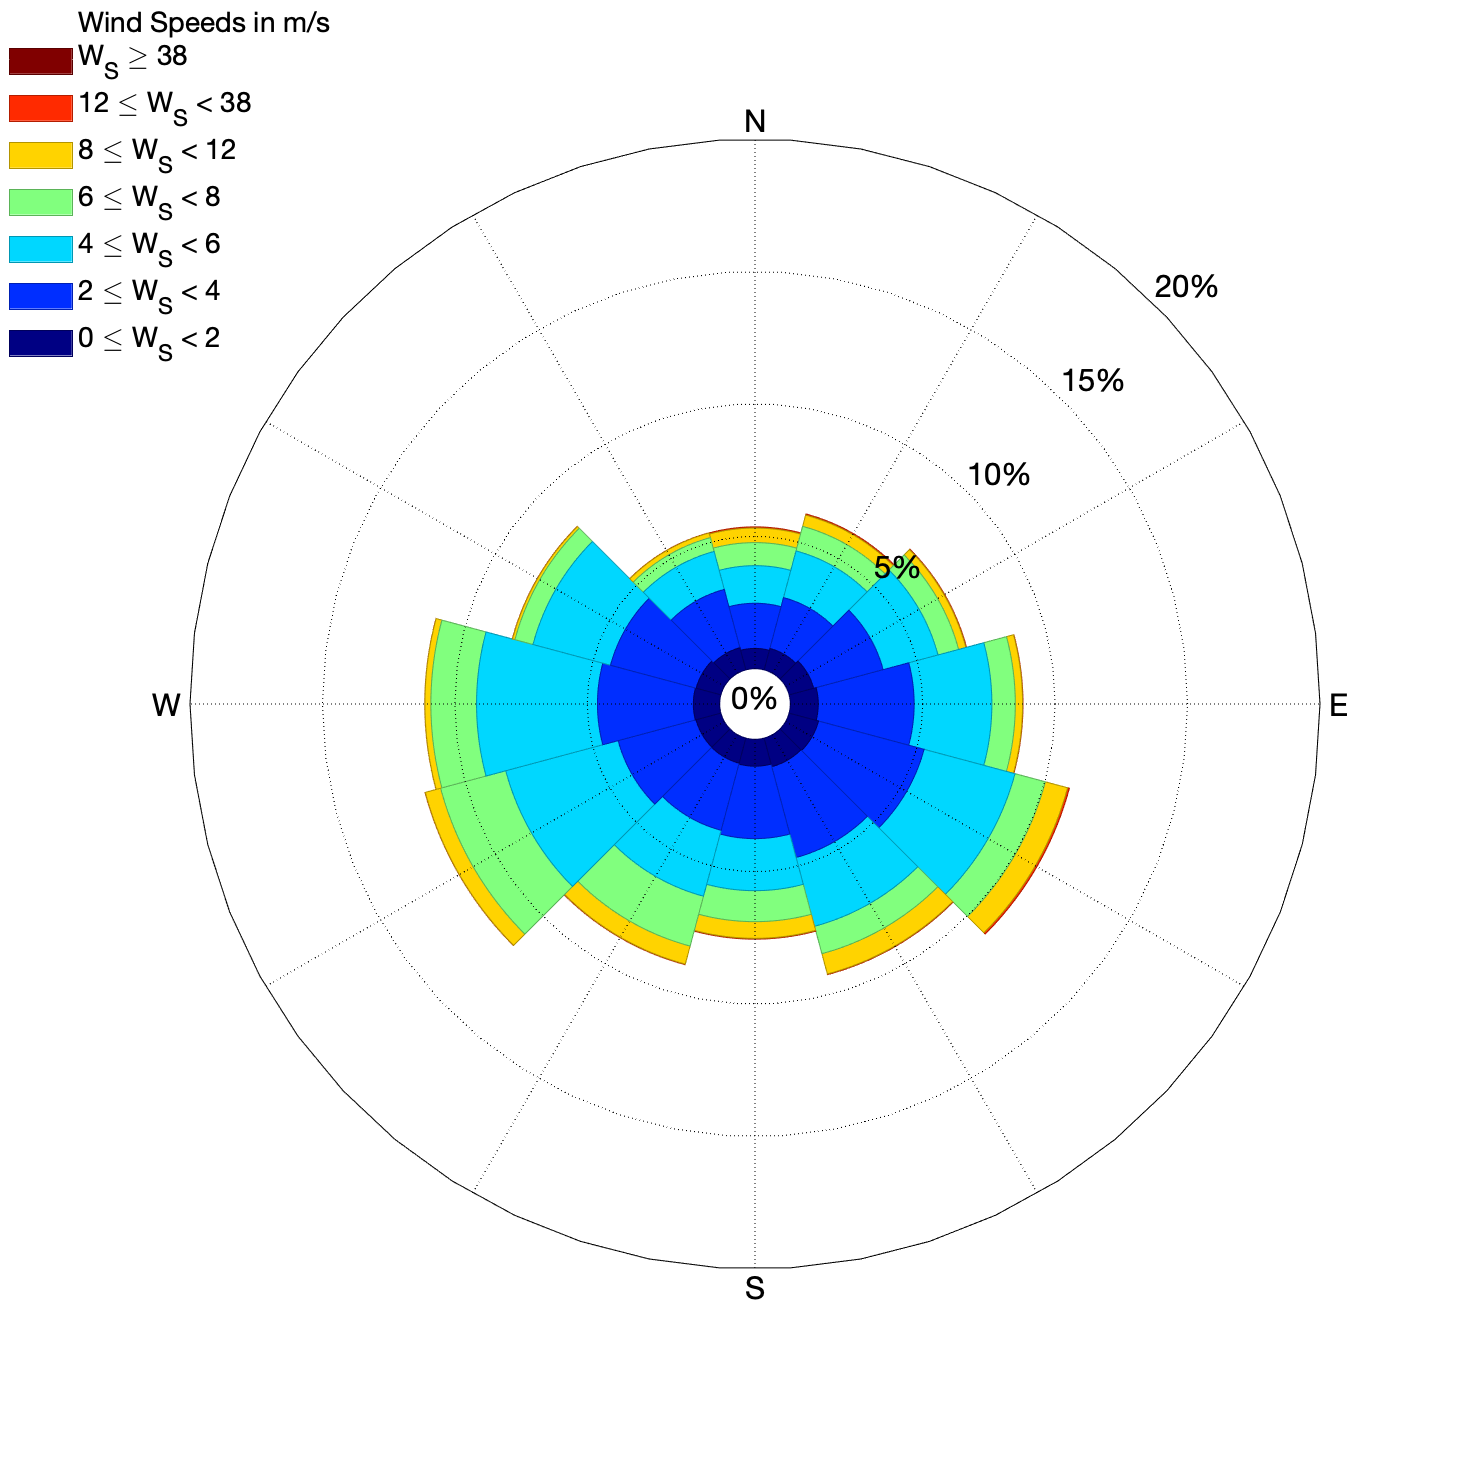 Wind Speeds in m/s
W_S ≥ 38
12 ≤ W_S < 38
8 ≤ W_S < 12
6 ≤ W_S < 8
4 ≤ W_S < 6
2 ≤ W_S < 4
0 ≤ W_S < 2
N
20%
15%
10%
5%
0%
W
E
S